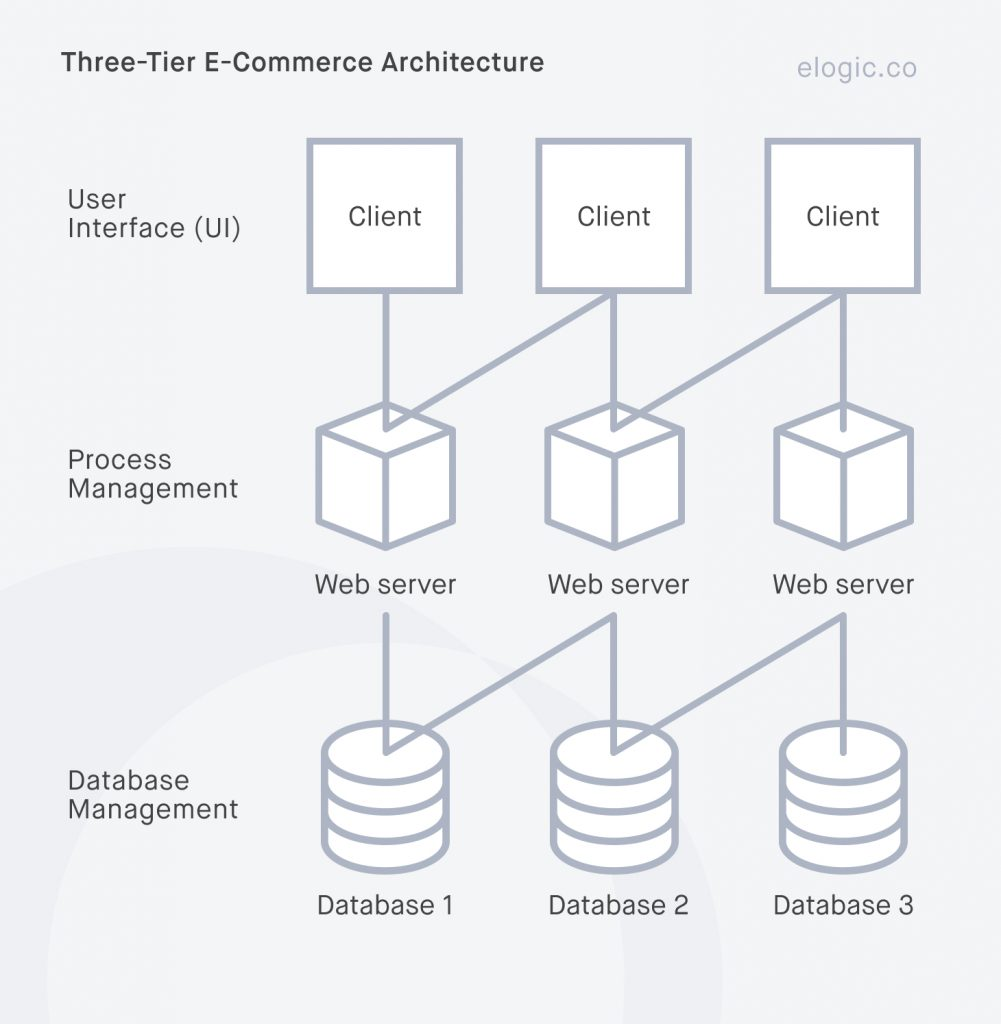 Three-Tier E-Commerce Architecture
elogic.co
User
Interface (UI)
Client
Client
Client
Process
Management
Web server
Web server
Web server
Database
Management
Database 1
Database 2
Database 3